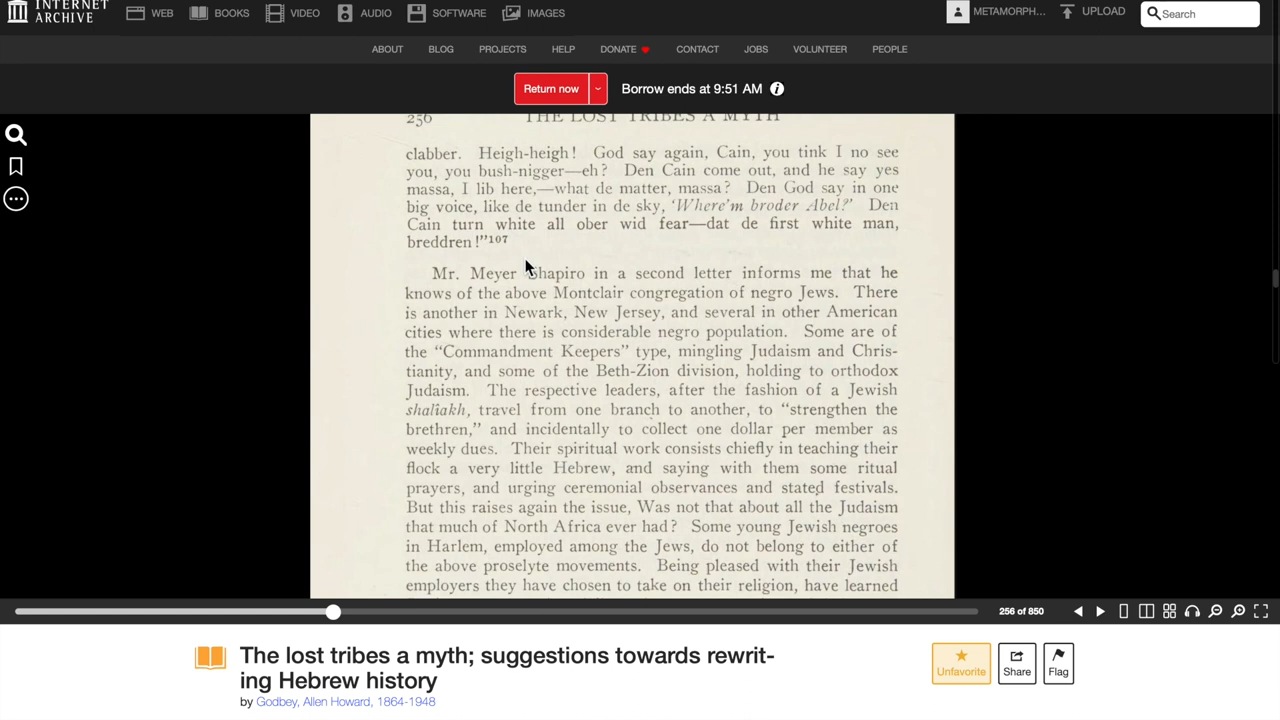 INTERNET
ARCHIVE
WEB
BOOKS
VIDEO
AUDIO
SOFTWARE
IMAGES
METAMORPH...
UPLOAD
Search
ABOUT
BLOG
PROJECTS
HELP
DONATE
CONTACT
JOBS
VOLUNTEER
PEOPLE
Return now
Borrow ends at 9:51 AM
256 THE LOST TRIBES A MYTH
clabber. Heigh-heigh! God say again, Cain, you tink I no see
you, you bush-nigger—eh? Den Cain come out, and he say yes
massa, I lib here,—what de matter, massa? Den God say in one
big voice, like de tunder in de sky, 'Where'm broder Abel?' Den
Cain turn white all ober wid fear—dat de first white man,
breddren!"107
Mr. Meyer Shapiro in a second letter informs me that he
knows of the above Montclair congregation of negro Jews. There
is another in Newark, New Jersey, and several in other American
cities where there is considerable negro population. Some are of
the "Commandment Keepers" type, mingling Judaism and Chris-
tianity, and some of the Beth-Zion division, holding to orthodox
Judaism. The respective leaders, after the fashion of a Jewish
shaliakh, travel from one branch to another, to "strengthen the
brethren," and incidentally to collect one dollar per member as
weekly dues. Their spiritual work consists chiefly in teaching their
flock a very little Hebrew, and saying with them some ritual
prayers, and urging ceremonial observances and stated festivals.
But this raises again the issue, Was not that about all the Judaism
that much of North Africa ever had? Some young Jewish negroes
in Harlem, employed among the Jews, do not belong to either of
the above proselyte movements. Being pleased with their Jewish
employers they have chosen to take on their religion, have learned
256 of 850
The lost tribes a myth; suggestions towards rewrit-
ing Hebrew history
by Godbey, Allen Howard, 1864-1948
Unfavorite
Share
Flag